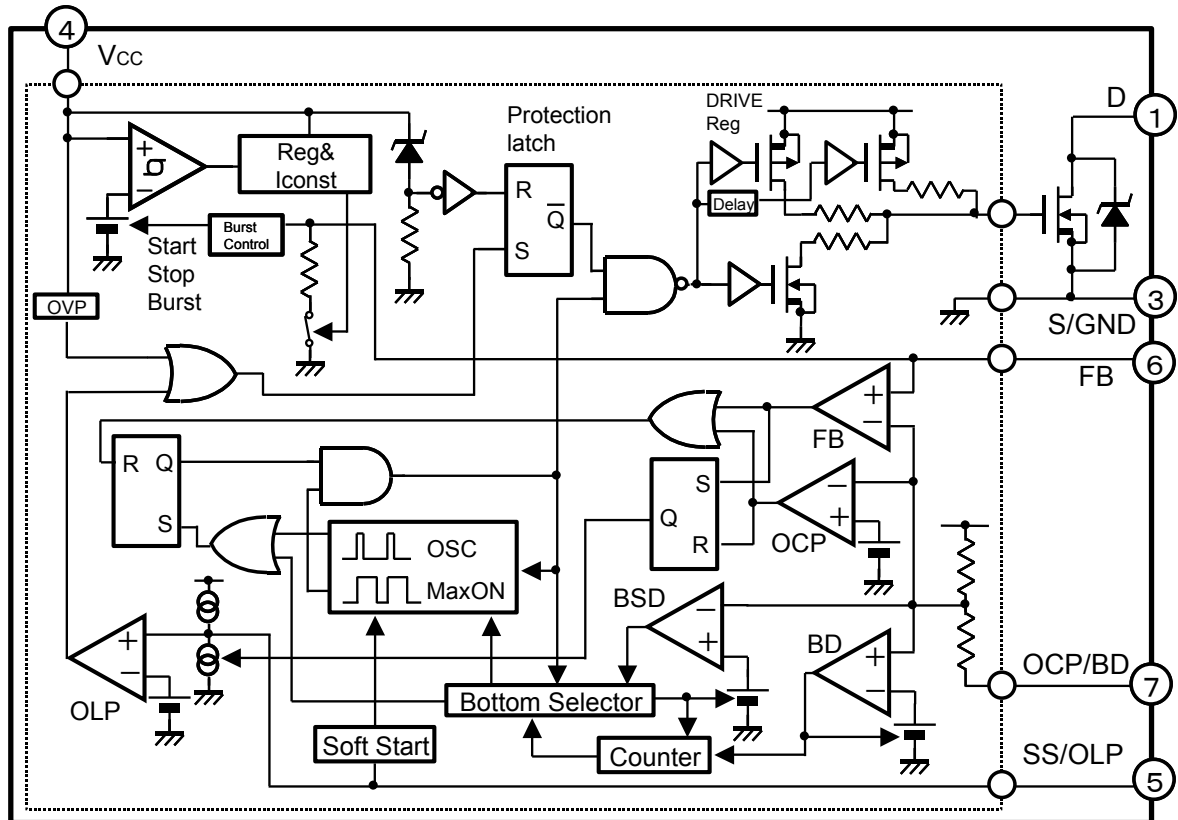 4
VCC
D
1
DRIVE
Reg
Protection
latch
+
−
Reg&
Iconst
R
Q
S
Delay
Burst
Control
Start
Stop
Burst
OVP
3
S/GND
6
FB
+
−
FB
R
Q
S
S
Q
R
−
+
OCP
OSC
MaxON
BSD
−
+
BD
+
−
+
−
OLP
OCP/BD
7
Bottom Selector
Soft Start
Counter
SS/OLP
5